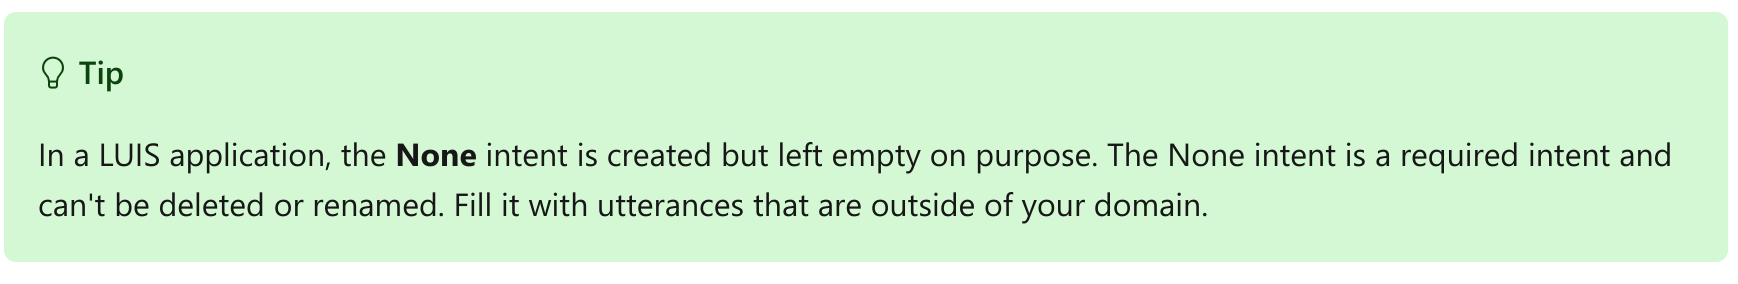 Tip
In a LUIS application, the None intent is created but left empty on purpose. The None intent is a required intent and
can't be deleted or renamed. Fill it with utterances that are outside of your domain.